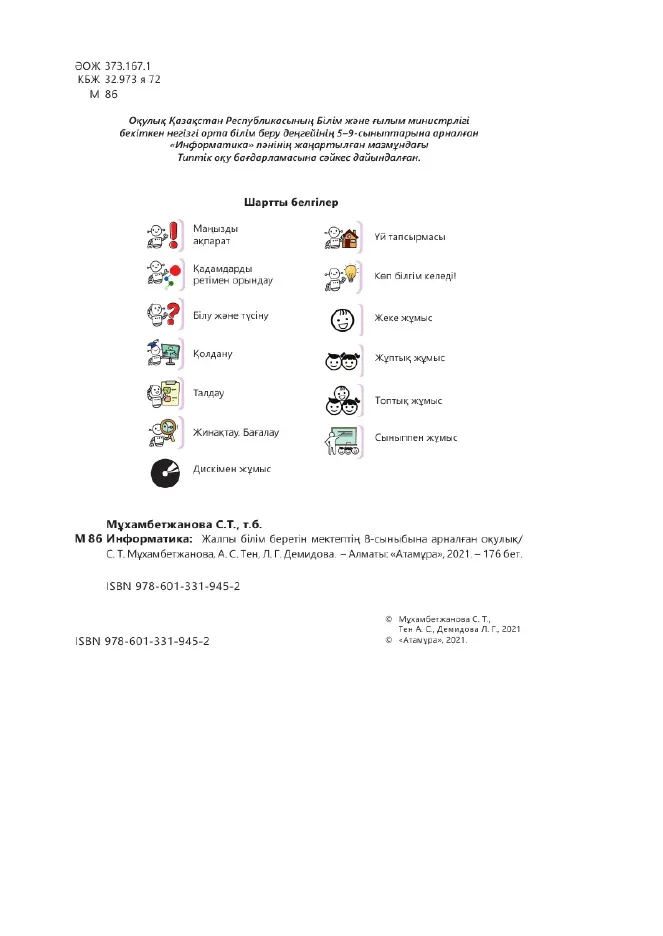 ӘОЖ 373.167.1
КБЖ 32.973 я 72
М 86
Оқулық Қазақстан Республикасының Білім және ғылым министрлігі
бекіткен негізгі орта білім беру деңгейінің 5–9-сыныптарына арналған
«Информатика» пәнінің жаңартылған мазмұндағы
Типтік оқу бағдарламасына сәйкес дайындалған.
Шартты белгілер
Маңызды
ақпарат
Қадамдарды
ретімен орындау
Білу және түсіну
Қолдану
Талдау
Жинақтау. Бағалау
Дискімен жұмыс
Үй тапсырмасы
Көп білгім келеді!
Жеке жұмыс
Жұптық жұмыс
Топтық жұмыс
Сыныппен жұмыс
Мұхамбетжанова С.Т., т.б.
М 86 Информатика: Жалпы білім беретін мектептің 8-сыныбына арналған оқулық/
С. Т. Мұхамбетжанова, А. С. Тен, Л. Г. Демидова. – Алматы: «Атамұра», 2021. – 176 бет.
ISBN 978-601-331-945-2
ISBN 978-601-331-945-2
© Мұхамбетжанова С. Т.,
Тен А. С., Демидова Л. Г., 2021
© «Атамұра», 2021.